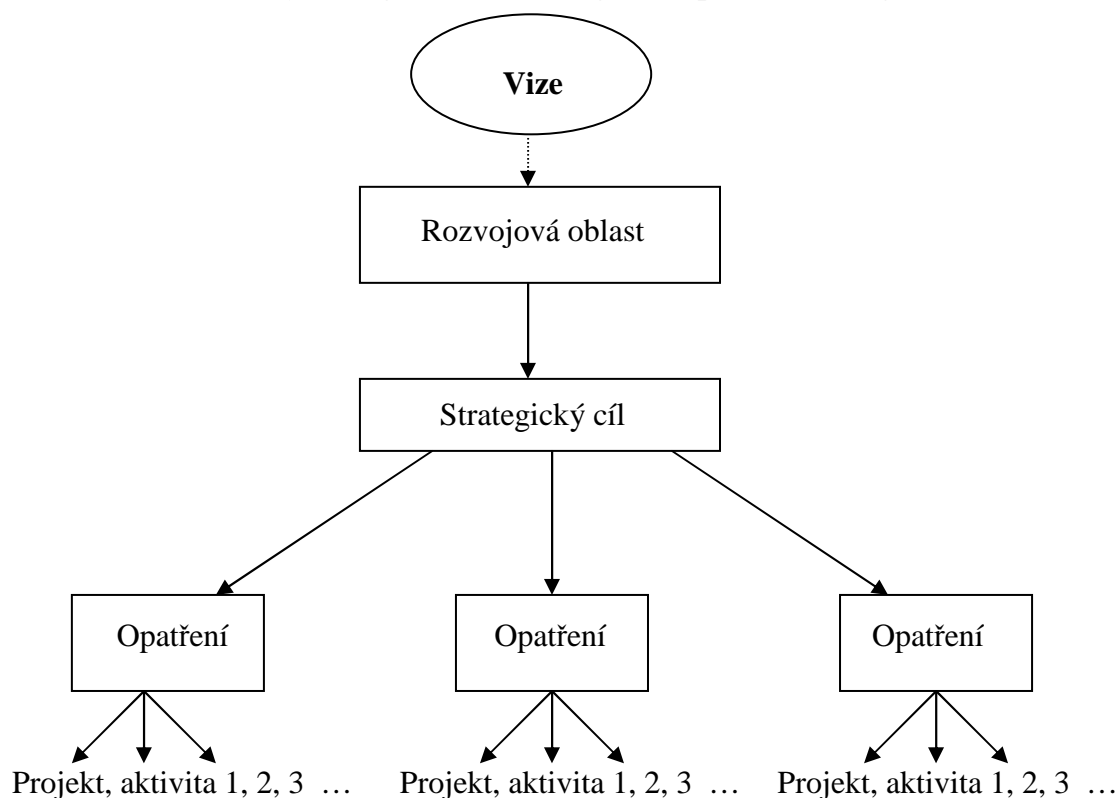 Vize
Rozvojová oblast
Strategický cíl
Opatření Opatření Opatření
Projekt, aktivita 1, 2, 3 … Projekt, aktivita 1, 2, 3 … Projekt, aktivita 1, 2, 3 …